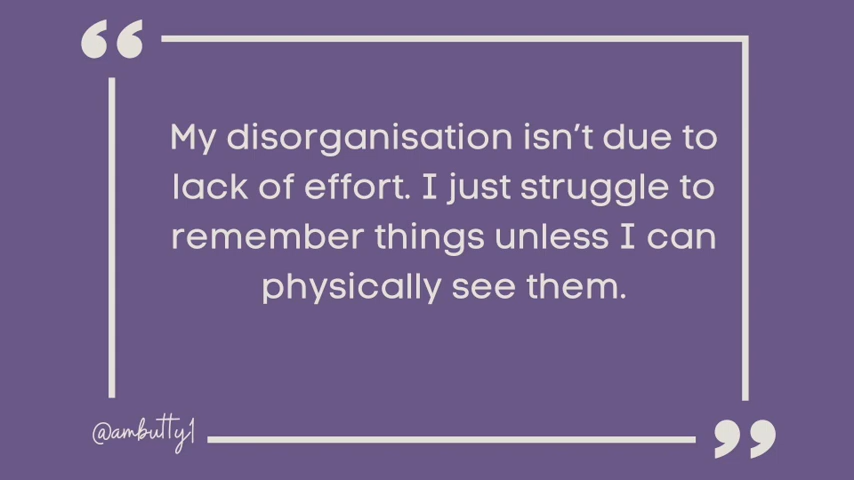 “
My disorganisation isn’t due to
lack of effort. I just struggle to
remember things unless I can
physically see them.
@ambutty1
”